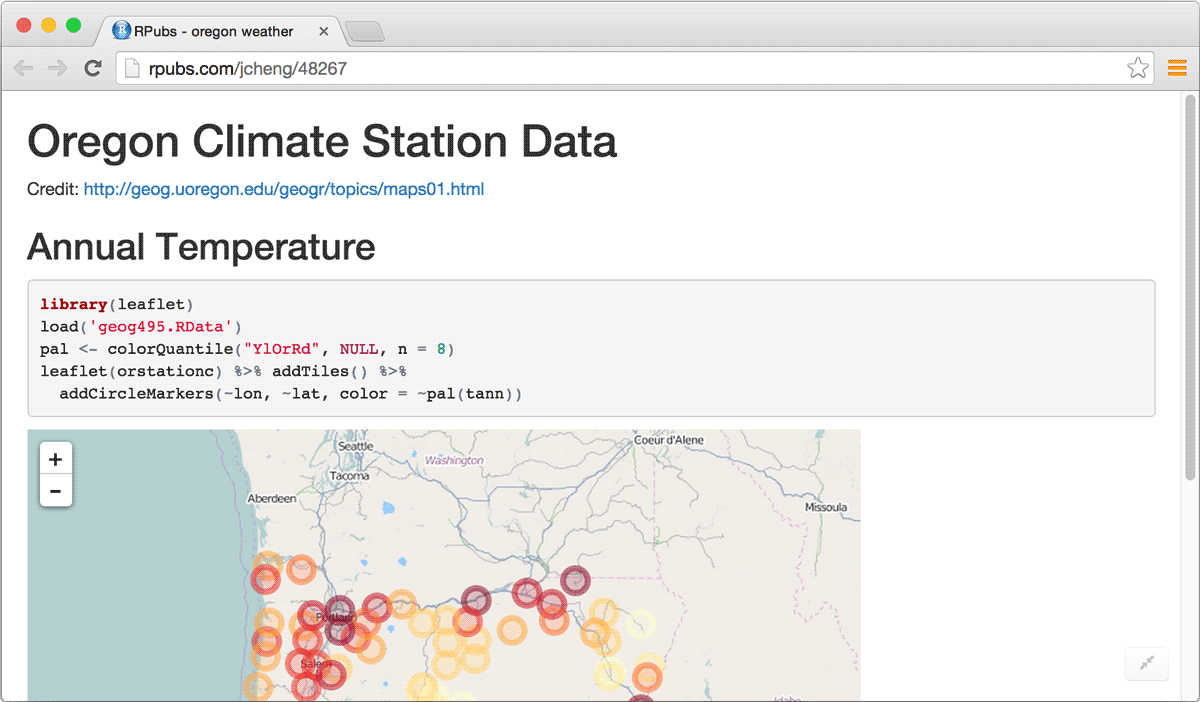 RPubs - oregon weather
rpubs.com/jcheng/48267
Oregon Climate Station Data
Credit: http://geog.uoregon.edu/geogr/topics/maps01.html
Annual Temperature
library(leaflet)
load('geog495.RData')
pal <- colorQuantile("YlOrRd", NULL, n = 8)
leaflet(orstationc) %>% addTiles() %>%
  addCircleMarkers(~lon, ~lat, color = ~pal(tann))
+
-
Seattle
Coeur d'Alene
Washington
Tacoma
Aberdeen
Missoula
Portland
Salem
Idaho